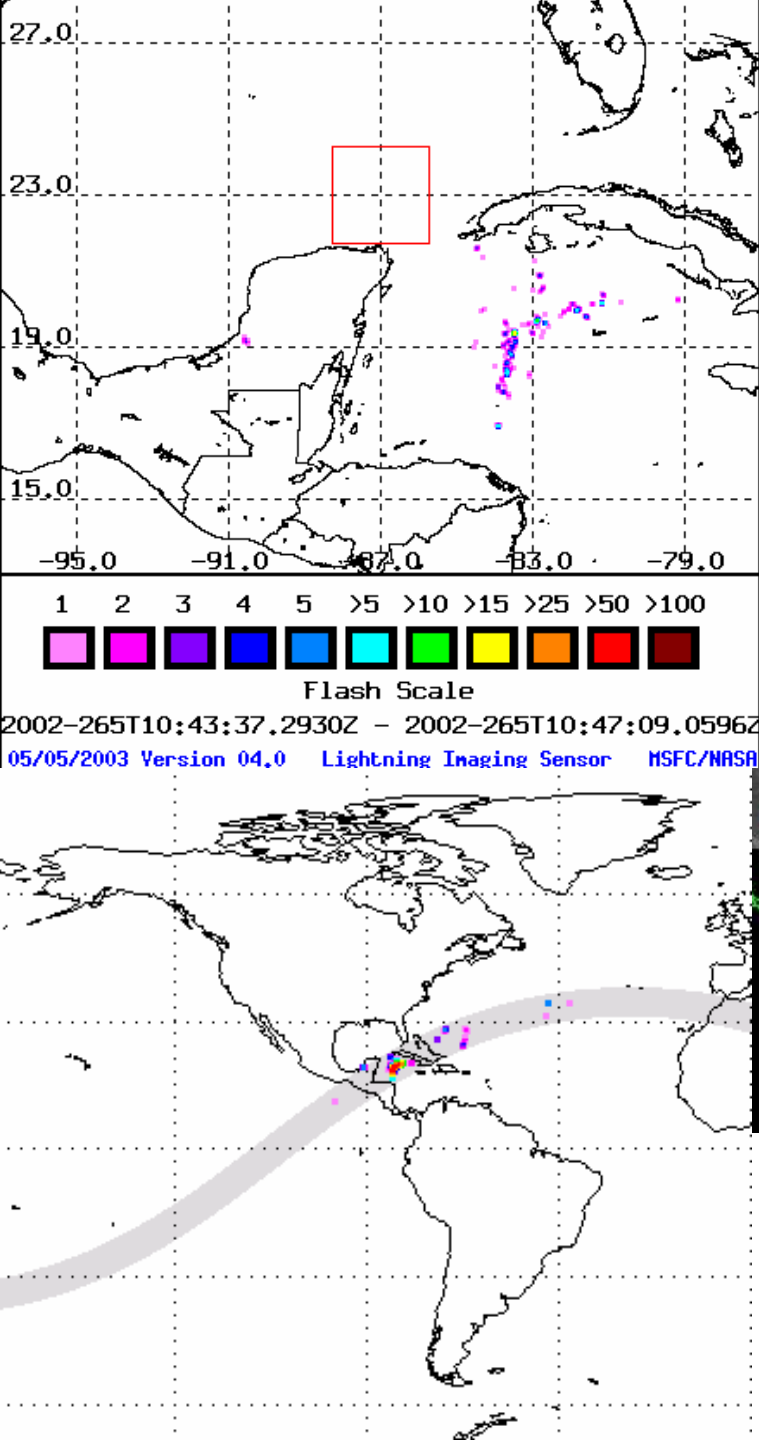 27.0
23.0
19.0
15.0
-95.0 -91.0 -87.0 -83.0 -79.0
1 2 3 4 5 >5 >10 >15 >25 >50 >100
Flash Scale
2002-265T10:43:37.2930Z - 2002-265T10:47:09.0596Z
05/05/2003 Version 04.0 Lightning Imaging Sensor MSFC/NASA